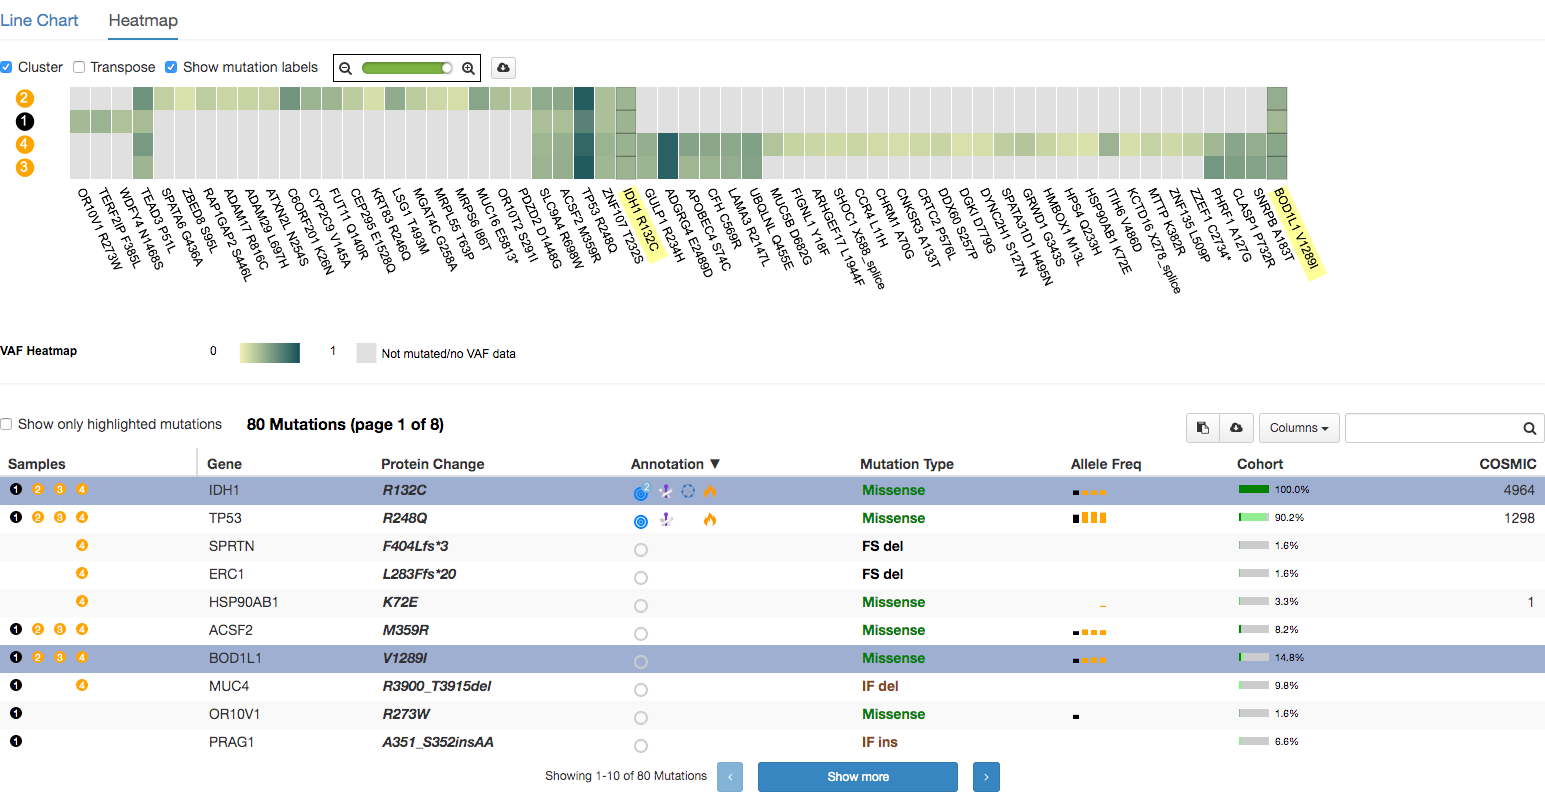 Line Chart Heatmap
Cluster Transpose Show mutation labels
2
1
4
3
OR10V1 R273W
TERF2IP F365L
WDFY4 N1468S
TEAD3 P51L
SPATA6 G436A
ZBED8 S95L
RAP1GAP2 S446L
ADAM17 R816C
ADAM29 L697H
ATXN2L N254S
C6ORF201 K26N
CYP2C9 V145A
FUT11 Q140R
CEP295 E1528Q
KRT83 R246Q
LSG1 T493M
MGAT4C G258A
MRPL55 T63P
MRPS6 I86T
MUC16 E5813*
OR10T2 S201I
PDZD2 D1448G
SLC9A4 R698W
ACSF2 M359R
TP53 R248Q
ZNF107 T232S
IDH1 R132C
GULP1 R234H
ADGRG4 E2489D
APOBEC4 S74C
CFH C569R
LAMA3 R2147L
UBQLNL Q455E
MUC5B D682G
FIGNL1 Y18F
ARHGEF17 L1944F
SHOC1 X588_splice
CCR4 L11H
CHRM1 A70G
CNKSR3 A133T
CRTC2 P576L
DDX60 S257P
DGKI D779G
DYNC2H1 S127N
SPATA31D1 H495N
GRWD1 G343S
HMBOX1 M13L
HPS4 Q233H
HSP90AB1 K72E
ITIH6 V486D
KCTD16 X278_splice
MTTP K382R
ZNF135 L509P
ZZEF1 C2734*
PHRF1 A127G
CLASP1 P732R
SNRPB A183T
BOD1L1 V1289I
VAF Heatmap 0 1 Not mutated/no VAF data
Show only highlighted mutations 80 Mutations (page 1 of 8) Columns
Samples Gene Protein Change Annotation ▼ Mutation Type Allele Freq Cohort COSMIC
1 2 3 4 IDH1 R132C 2 Missense 100.0% 4964
1 2 3 4 TP53 R248Q Missense 90.2% 1298
4 SPRTN F404Lfs*3 FS del 1.6%
4 ERC1 L283Ffs*20 FS del 1.6%
4 HSP90AB1 K72E Missense 3.3% 1
1 2 3 4 ACSF2 M359R Missense 8.2%
1 2 3 4 BOD1L1 V1289I Missense 14.8%
1 4 MUC4 R3900_T3915del IF del 9.8%
1 OR10V1 R273W Missense 1.6%
1 PRAG1 A351_S352insAA IF ins 6.6%
Showing 1-10 of 80 Mutations ‹ Show more ›